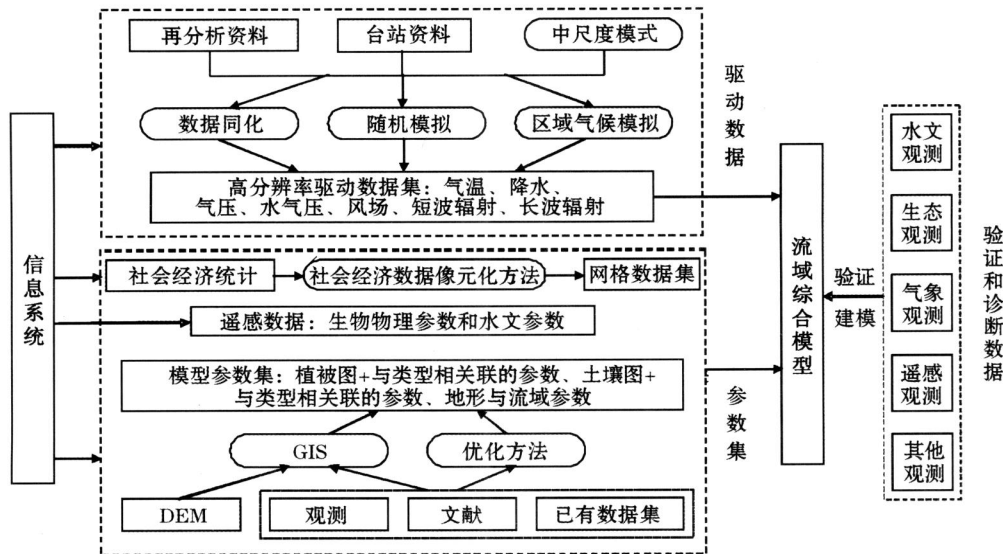 再分析资料
台站资料
中尺度模式
数据同化
随机模拟
区域气候模拟
高分辨率驱动数据集：气温、降水、
气压、水气压、风场、短波辐射、长波辐射
驱动数据
信息系统
社会经济统计
社会经济数据像元化方法
网格数据集
遥感数据：生物物理参数和水文参数
模型参数集：植被图+与类型相关联的参数、土壤图+
与类型相关联的参数、地形与流域参数
GIS
优化方法
DEM
观测
文献
已有数据集
参数集
流域综合模型
验证
建模
水文
观测
生态
观测
气象
观测
遥感
观测
其他
观测
验证和诊断数据